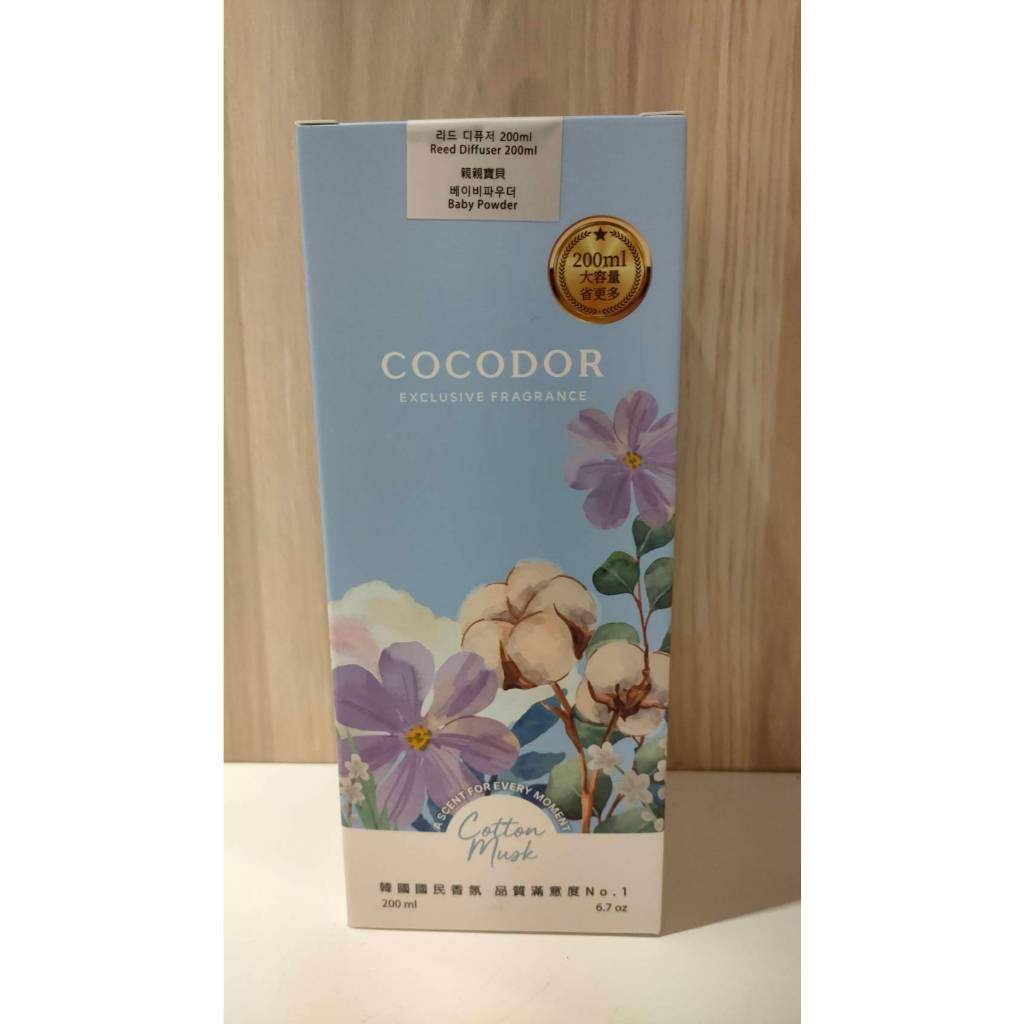 리드 디퓨저 200ml
Reed Diffuser 200ml
親親寶貝
베이비파우더
Baby Powder
200ml
大容量
省更多
COCODOR
EXCLUSIVE FRAGRANCE
A SCENT FOR EVERY MOMENT
Cotton
Musk
韓國國民香氛 品質滿意度No.1
200 ml 6.7 oz